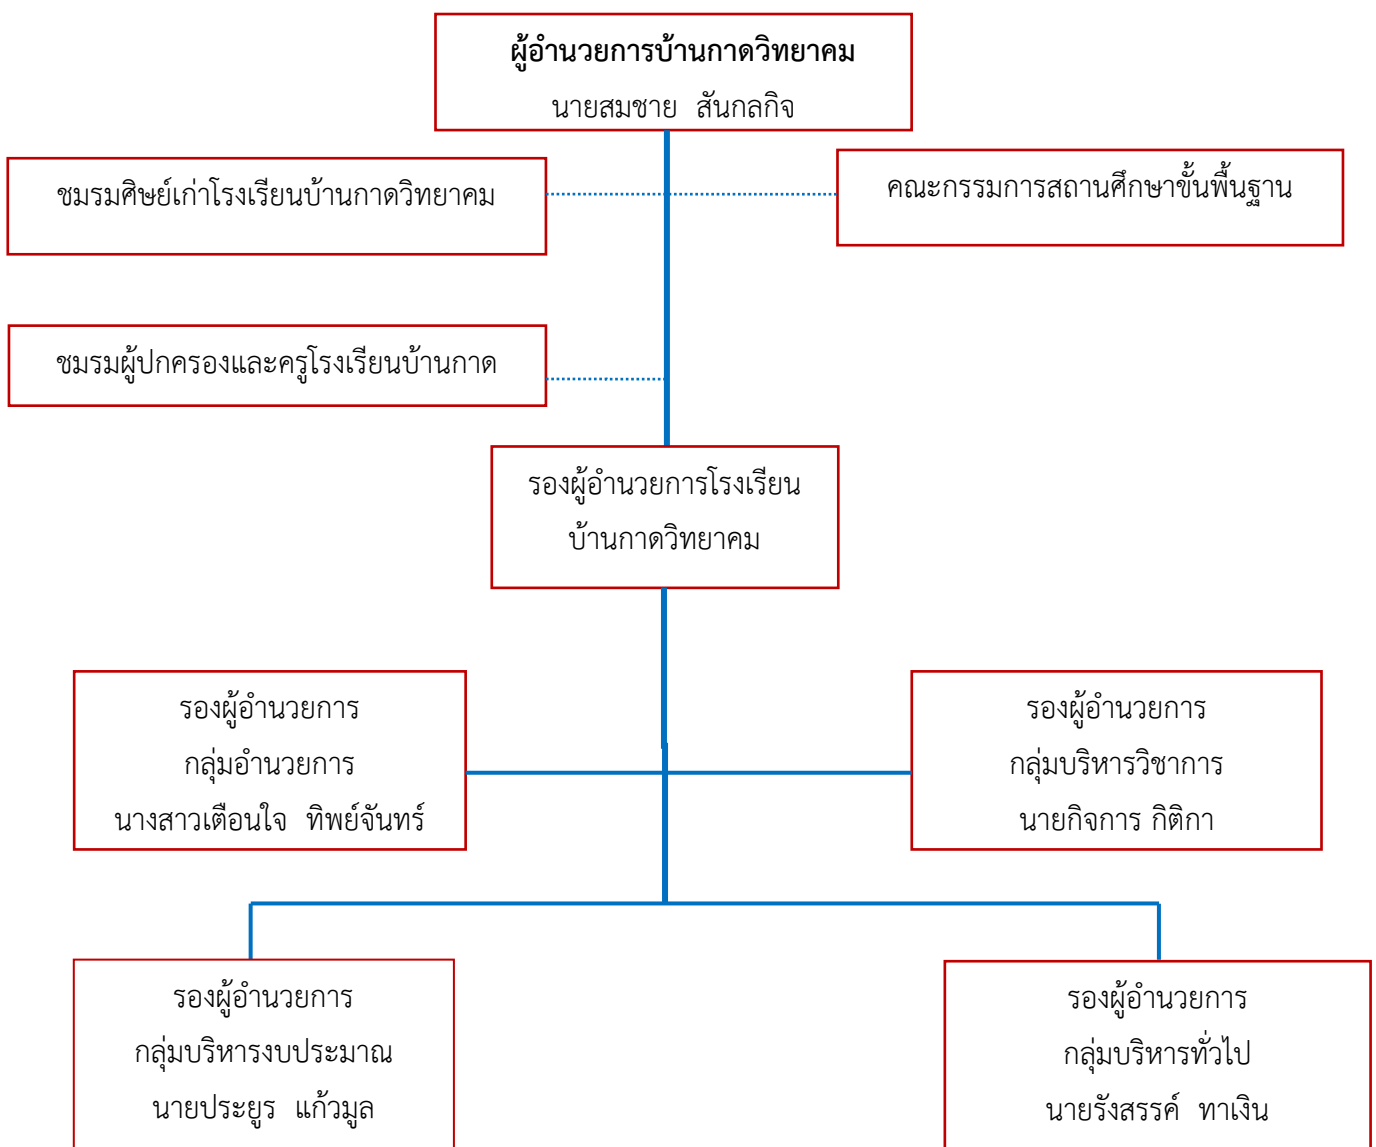 ผู้อำนวยการบ้านกาดวิทยาคม
นายสมชาย สันกลกิจ
ชมรมศิษย์เก่าโรงเรียนบ้านกาดวิทยาคม
คณะกรรมการสถานศึกษาขั้นพื้นฐาน
ชมรมผู้ปกครองและครูโรงเรียนบ้านกาด
รองผู้อำนวยการโรงเรียน
บ้านกาดวิทยาคม
รองผู้อำนวยการ
กลุ่มอำนวยการ
นางสาวเตือนใจ ทิพย์จันทร์
รองผู้อำนวยการ
กลุ่มบริหารวิชาการ
นายกิจการ กิติกา
รองผู้อำนวยการ
กลุ่มบริหารงบประมาณ
นายประยูร แก้วมูล
รองผู้อำนวยการ
กลุ่มบริหารทั่วไป
นายรังสรรค์ ทาเงิน